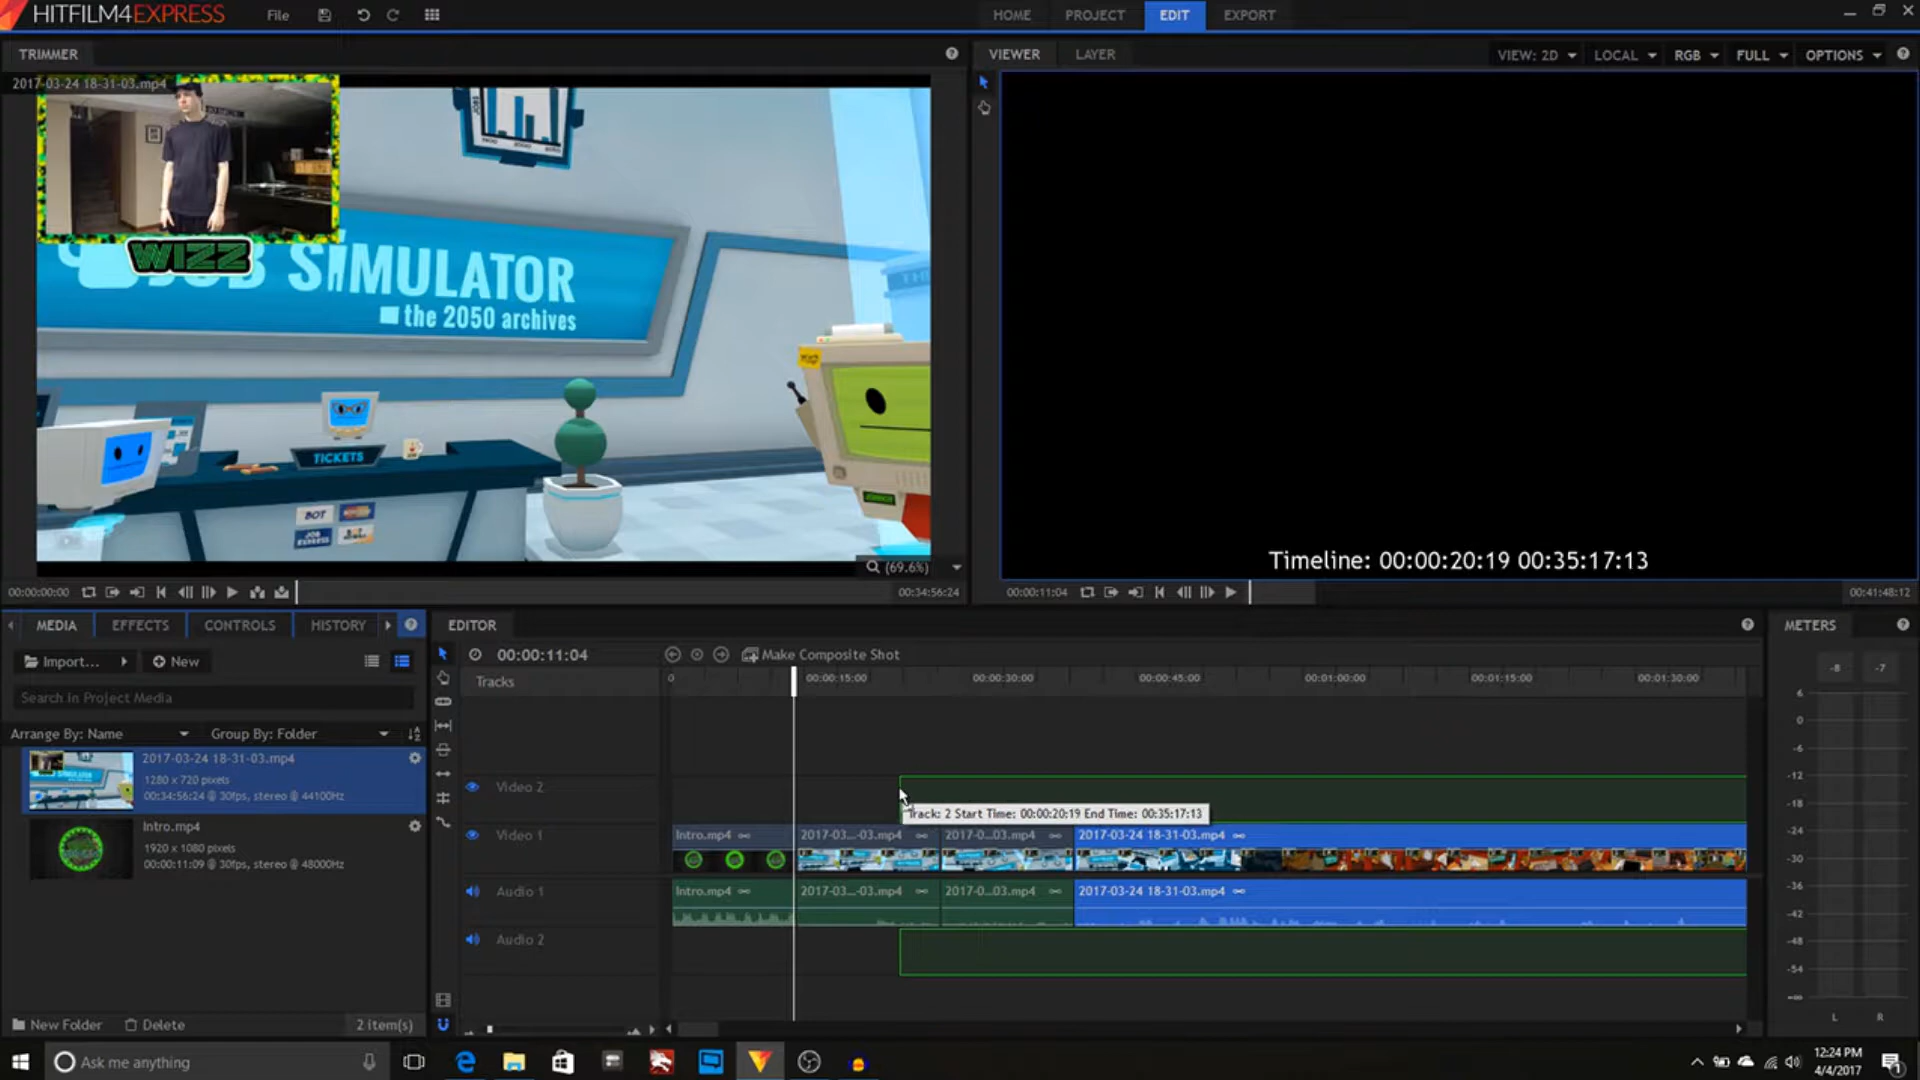 HITFILM4EXPRESS
File
HOME
PROJECT
EDIT
EXPORT
TRIMMER
2017-03-24 18-31-03.mp4
WIZZ
JOB SIMULATOR
the 2050 archives
TICKETS
BOT
(69.6%)
00:00:00:00
00:34:56:24
VIEWER
LAYER
VIEW: 2D
LOCAL
RGB
FULL
OPTIONS
Timeline: 00:00:20:19 00:35:17:13
00:00:11:04
00:41:48:12
MEDIA
EFFECTS
CONTROLS
HISTORY
Import...
New
Search in Project Media
Arrange By: Name
Group By: Folder
2017-03-24 18-31-03.mp4
1280 x 720 pixels
00:34:56:24 @ 30fps, stereo @ 44100Hz
Intro.mp4
1920 x 1080 pixels
00:00:11:09 @ 30fps, stereo @ 48000Hz
New Folder
Delete
2 item(s)
EDITOR
00:00:11:04
Make Composite Shot
Tracks
0
00:00:15:00
00:00:30:00
00:00:45:00
00:01:00:00
00:01:15:00
00:01:30:00
Video 2
Track: 2 Start Time: 00:00:20:19 End Time: 00:35:17:13
Video 1
Intro.mp4
2017-03...-03.mp4
2017-0...03.mp4
2017-03-24 18-31-03.mp4
Audio 1
Intro.mp4
2017-03...-03.mp4
2017-0...03.mp4
2017-03-24 18-31-03.mp4
Audio 2
METERS
-8
-7
6
0
-6
-12
-18
-24
-30
-36
-42
-48
-54
-∞
L
R
Ask me anything
12:24 PM
4/4/2017
1